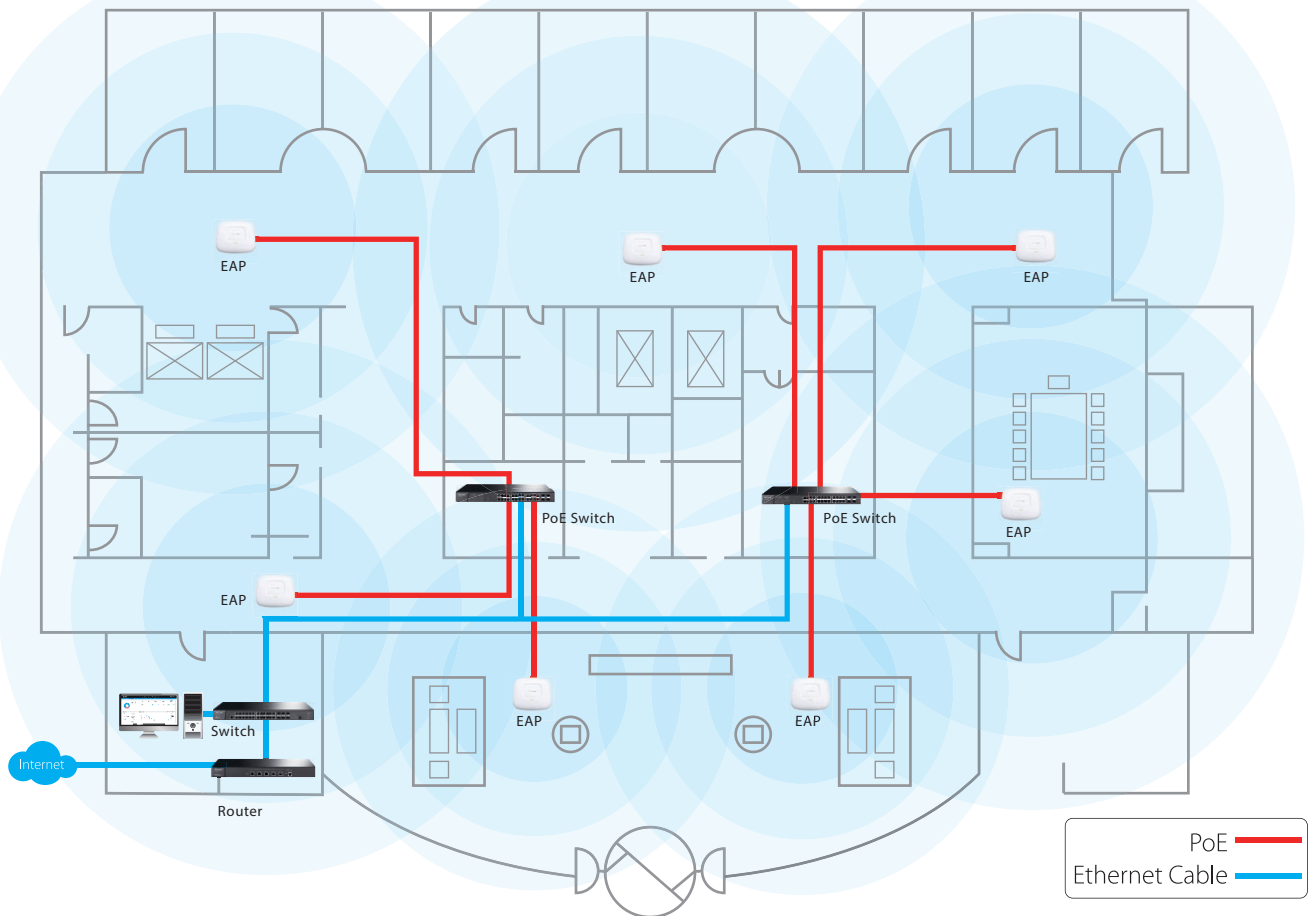 EAP
EAP
EAP
PoE Switch
PoE Switch
EAP
EAP
EAP
EAP
Switch
Internet
Router
PoE
Ethernet Cable